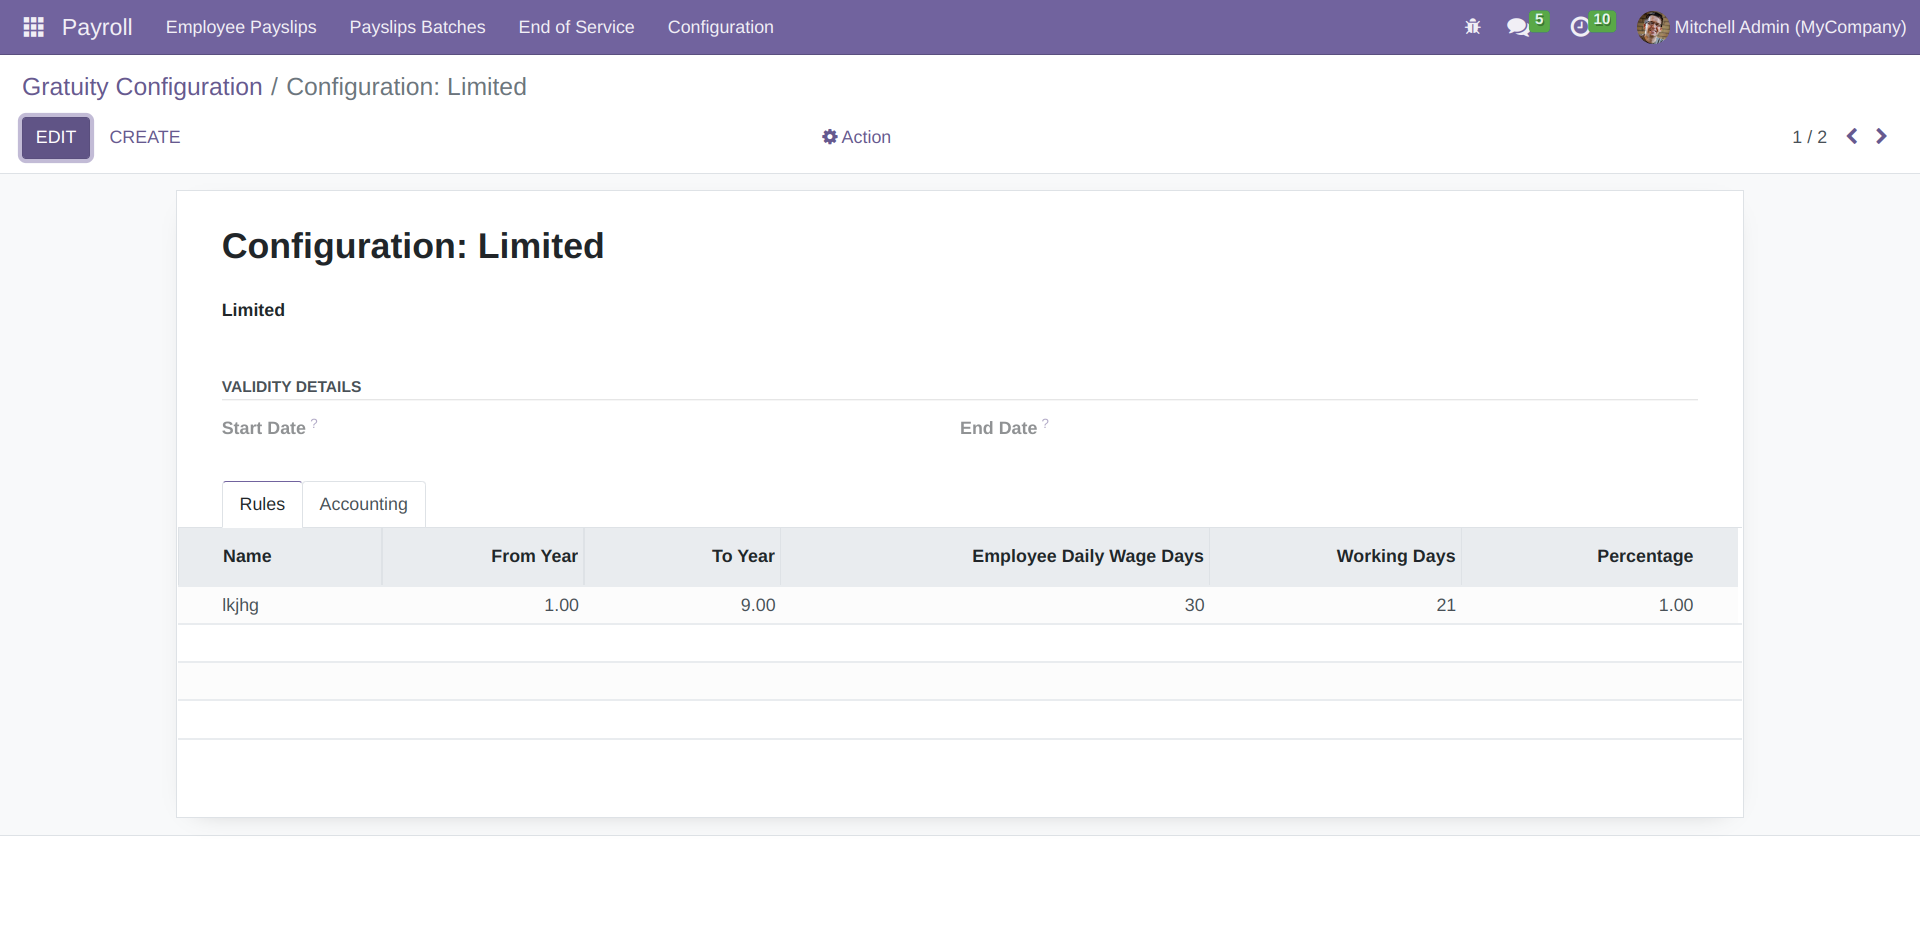 Payroll Employee Payslips Payslips Batches End of Service Configuration 5 10 Mitchell Admin (MyCompany)
Gratuity Configuration / Configuration: Limited
EDIT CREATE Action 1 / 2
Configuration: Limited
Limited
VALIDITY DETAILS
Start Date ? End Date ?
Rules Accounting
Name From Year To Year Employee Daily Wage Days Working Days Percentage
lkjhg 1.00 9.00 30 21 1.00